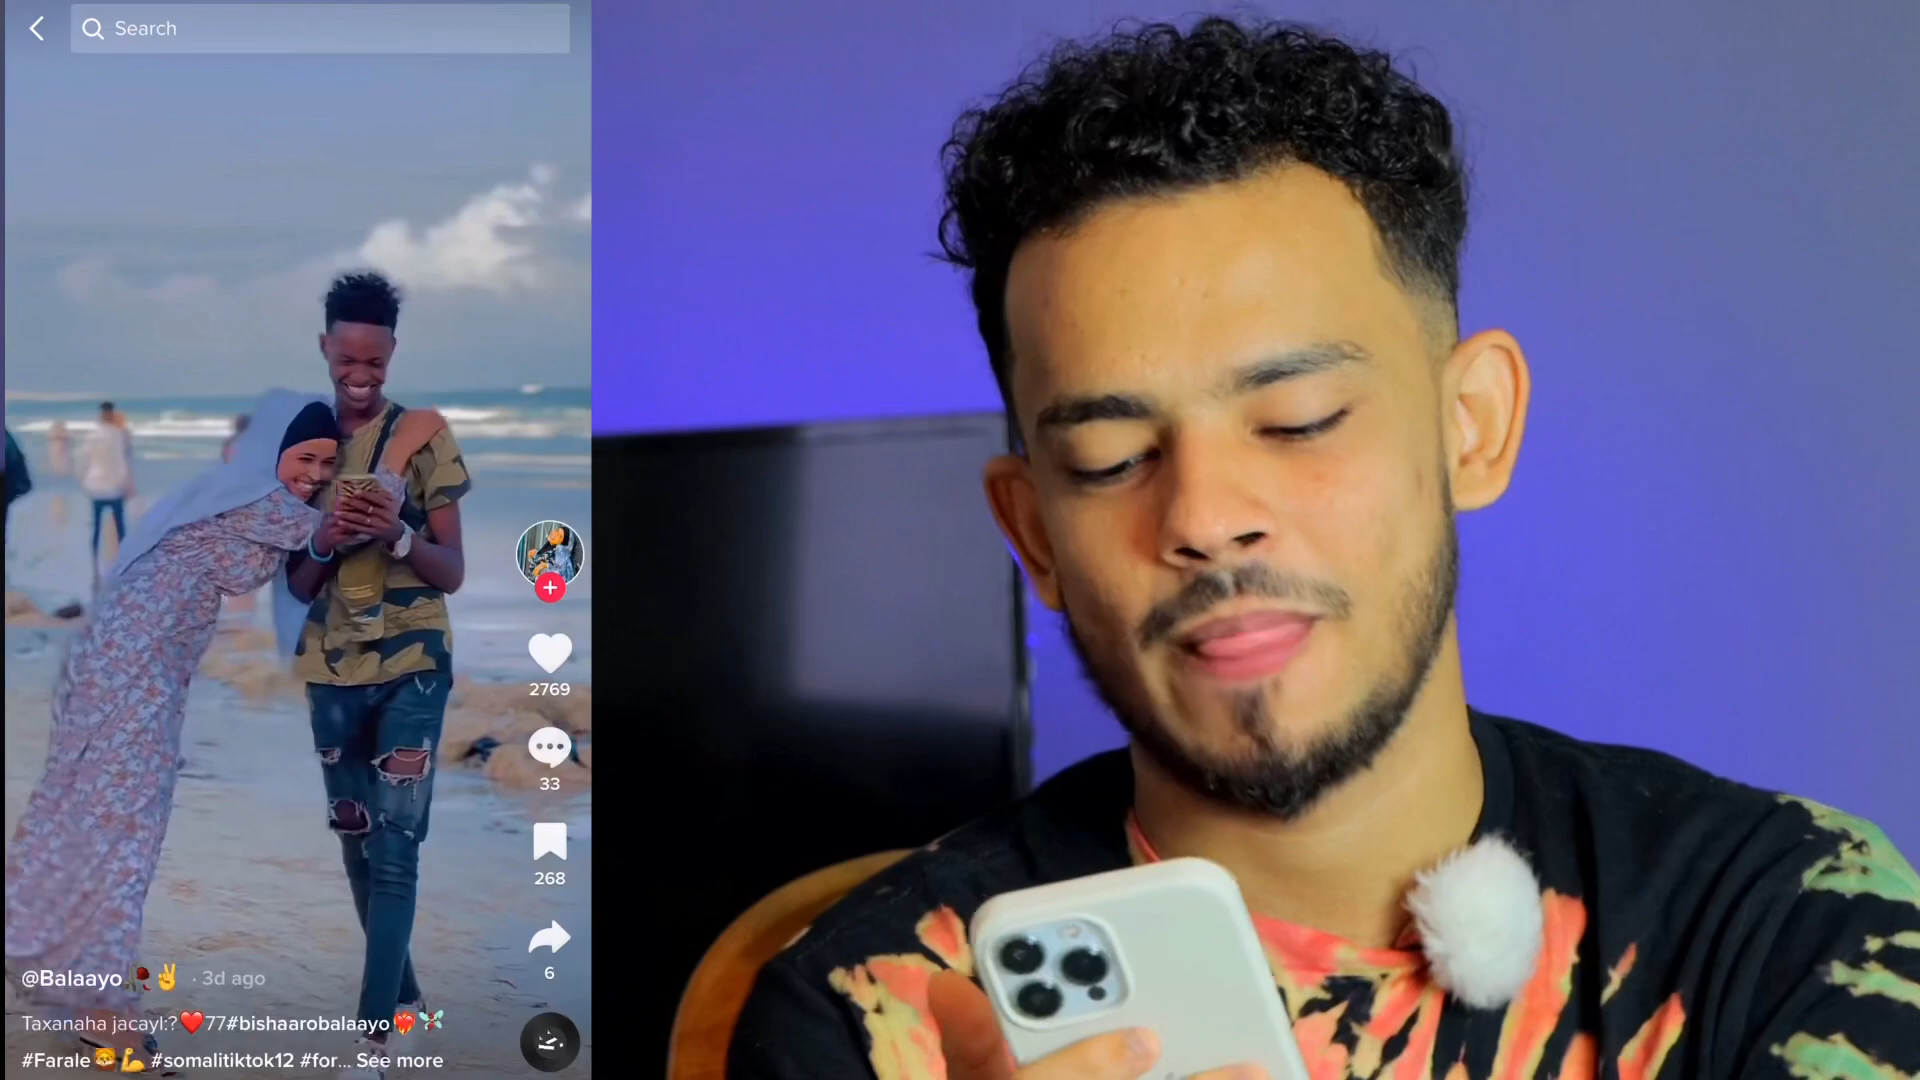 Search
2769
33
268
6
@Balaayo🥀✌️ · 3d ago
Taxanaha jacayl:?❤️77#bishaarobalaayo❤️‍🔥🧚
#Farale🦁💪 #somalitiktok12 #for... See more